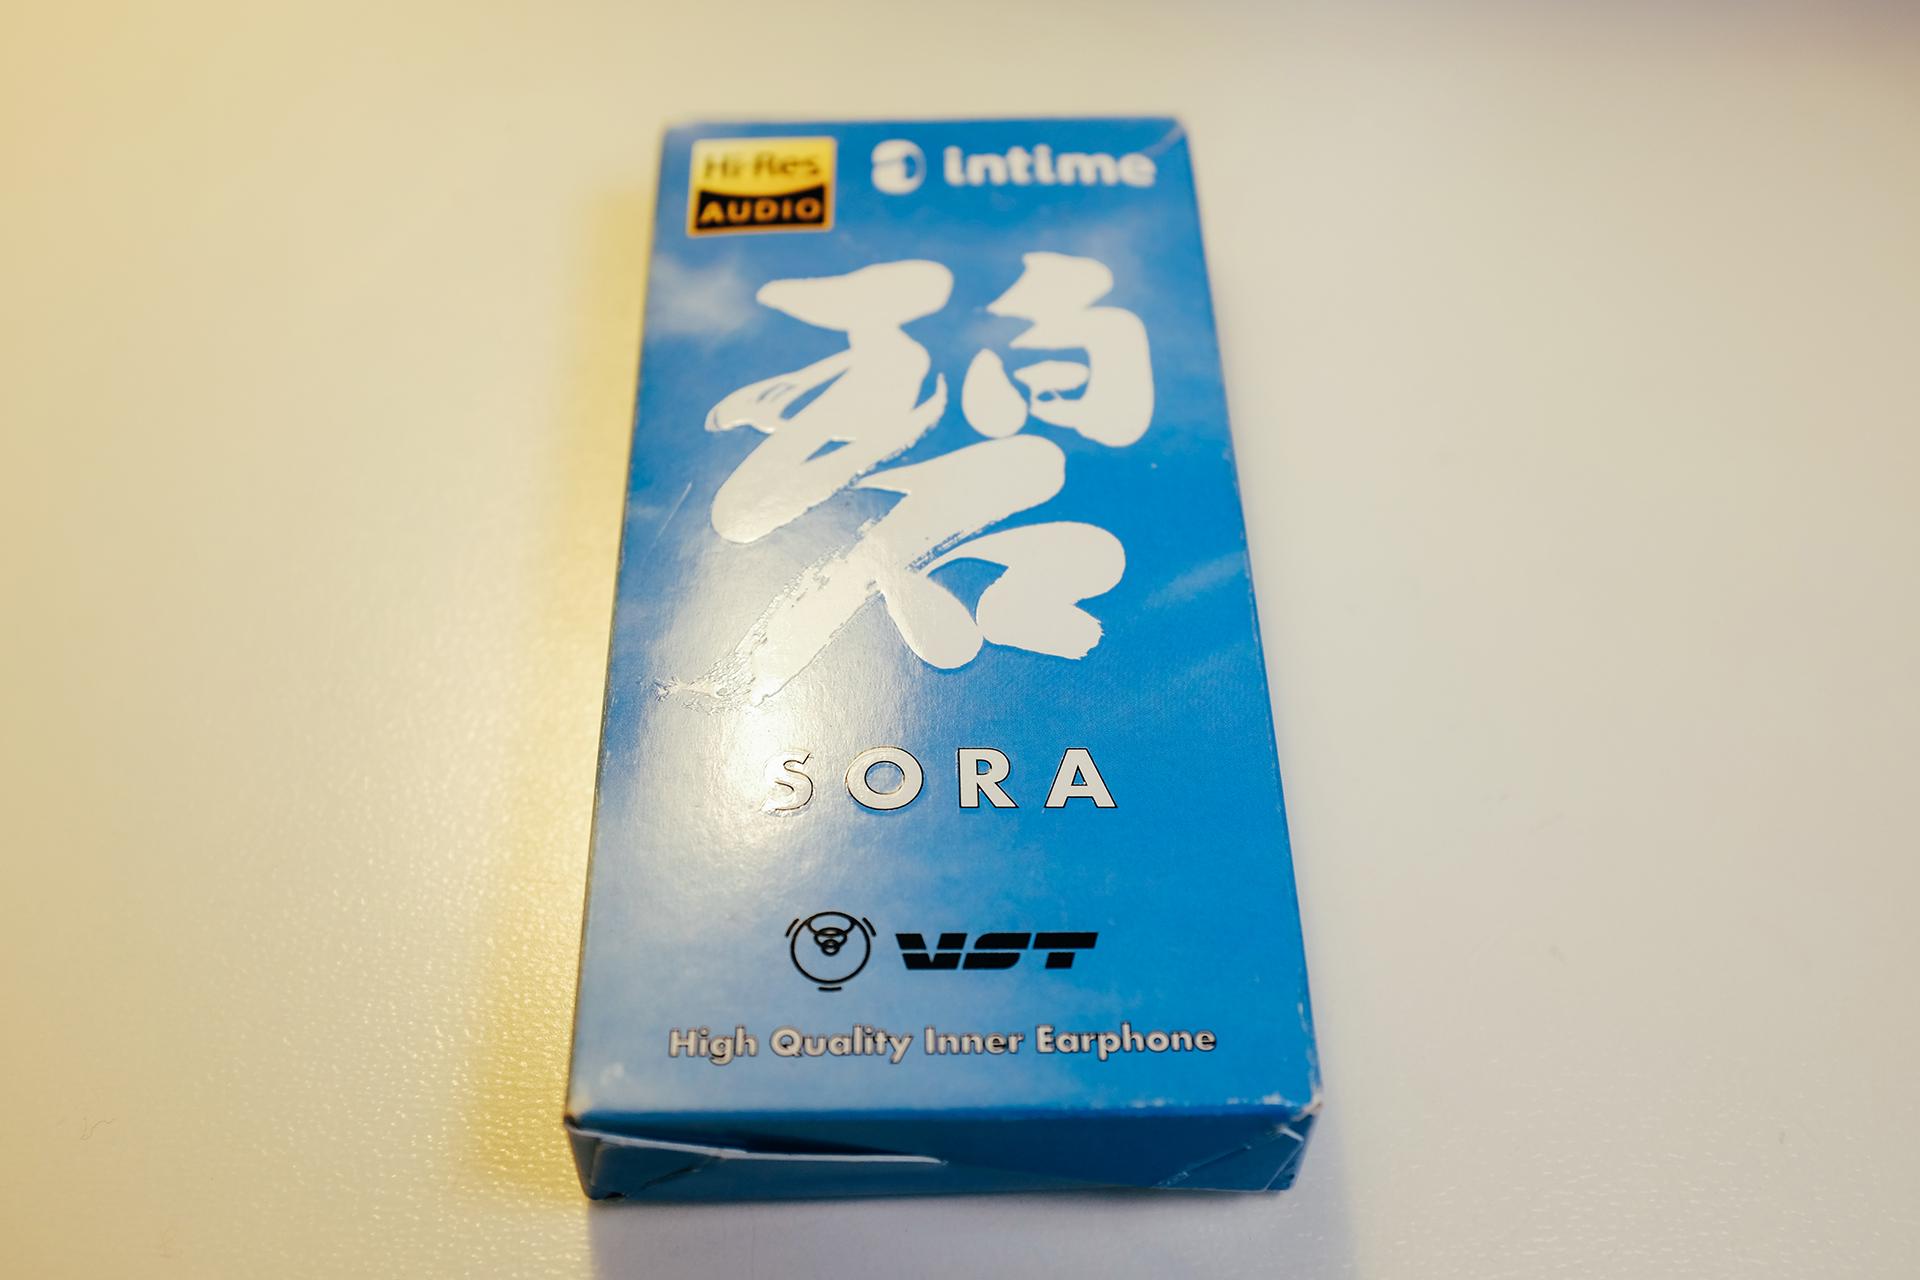 Hi-Res
AUDIO
intime
碧
SORA
VST
High Quality Inner Earphone